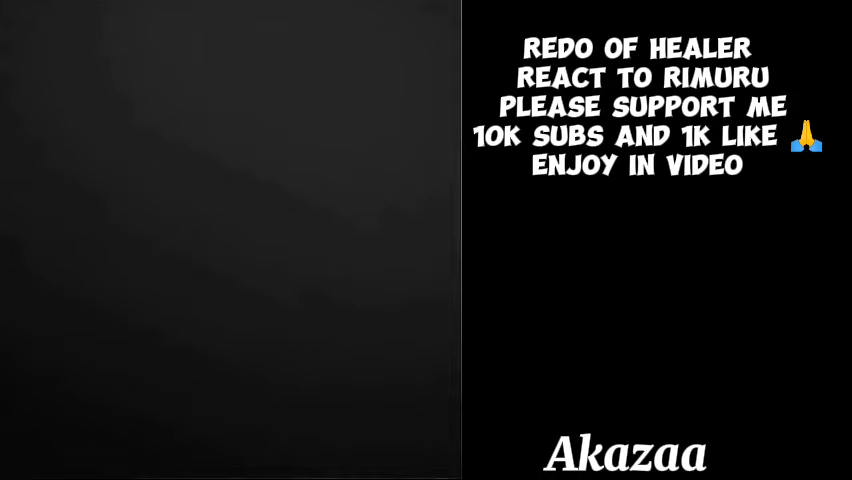 REDO OF HEALER
REACT TO RIMURU
PLEASE SUPPORT ME
10K SUBS AND 1K LIKE 🙏
ENJOY IN VIDEO
Akazaa